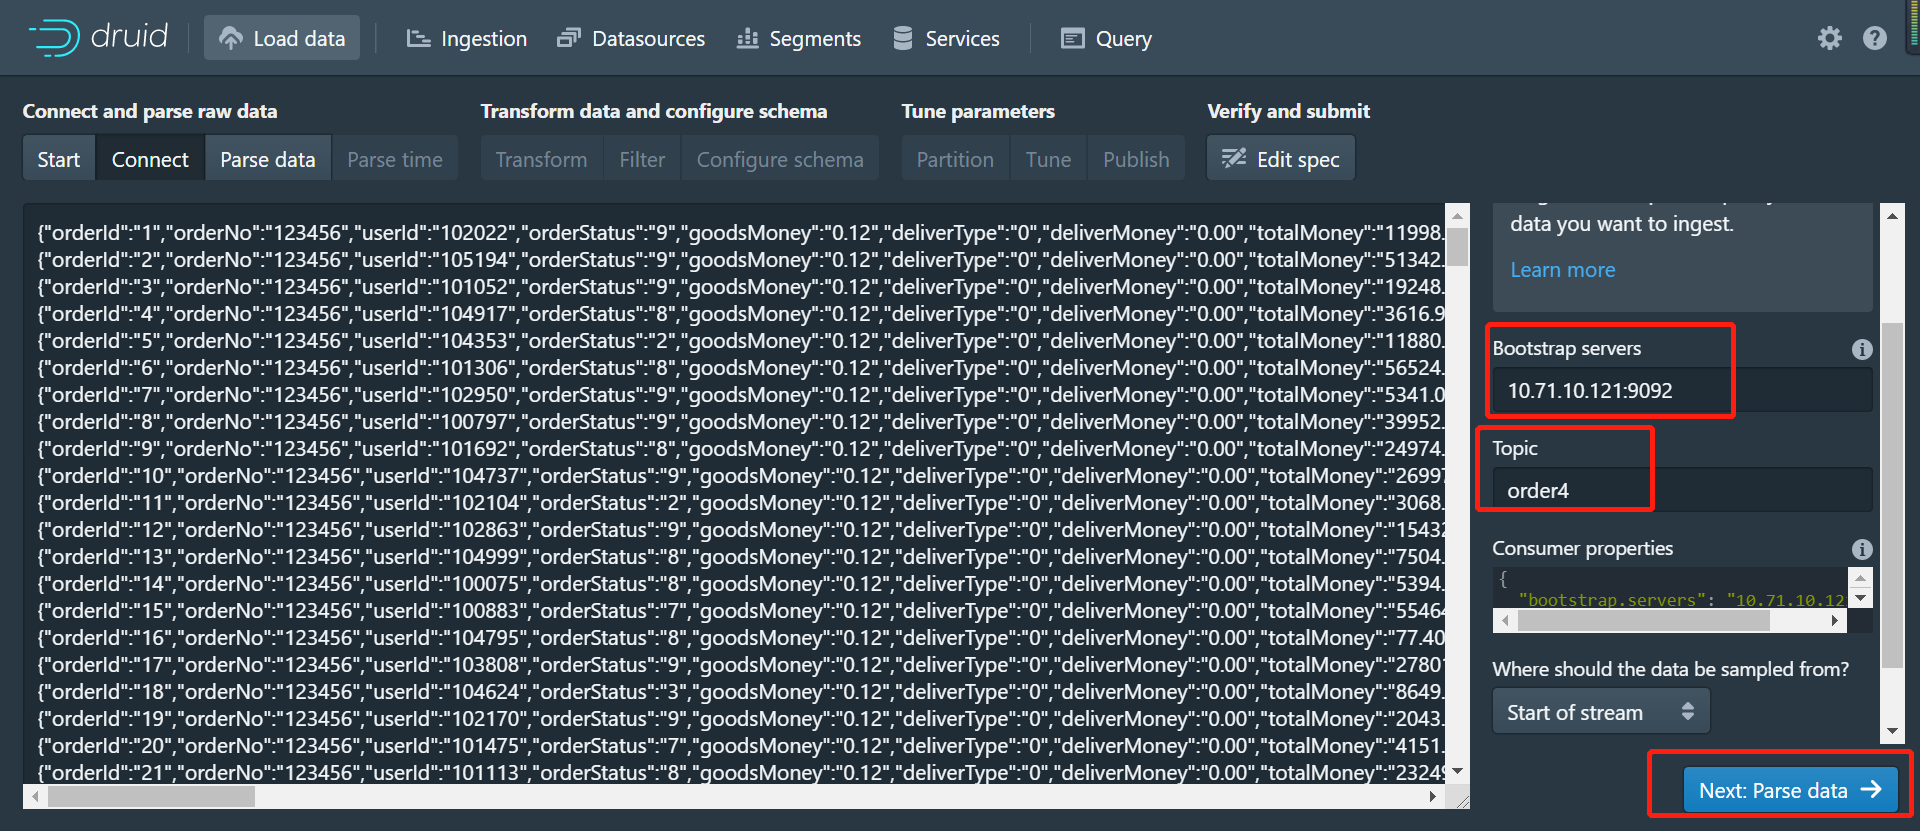 druid
Load data
Ingestion
Datasources
Segments
Services
Query
Connect and parse raw data
Transform data and configure schema
Tune parameters
Verify and submit
Start
Connect
Parse data
Parse time
Transform
Filter
Configure schema
Partition
Tune
Publish
Edit spec
{"orderId":"1","orderNo":"123456","userId":"102022","orderStatus":"9","goodsMoney":"0.12","deliverType":"0","deliverMoney":"0.00","totalMoney":"11998.
{"orderId":"2","orderNo":"123456","userId":"105194","orderStatus":"9","goodsMoney":"0.12","deliverType":"0","deliverMoney":"0.00","totalMoney":"51342.
{"orderId":"3","orderNo":"123456","userId":"101052","orderStatus":"9","goodsMoney":"0.12","deliverType":"0","deliverMoney":"0.00","totalMoney":"19248.
{"orderId":"4","orderNo":"123456","userId":"104917","orderStatus":"8","goodsMoney":"0.12","deliverType":"0","deliverMoney":"0.00","totalMoney":"3616.9
{"orderId":"5","orderNo":"123456","userId":"104353","orderStatus":"2","goodsMoney":"0.12","deliverType":"0","deliverMoney":"0.00","totalMoney":"11880.
{"orderId":"6","orderNo":"123456","userId":"101306","orderStatus":"8","goodsMoney":"0.12","deliverType":"0","deliverMoney":"0.00","totalMoney":"56524.
{"orderId":"7","orderNo":"123456","userId":"102950","orderStatus":"9","goodsMoney":"0.12","deliverType":"0","deliverMoney":"0.00","totalMoney":"5341.0
{"orderId":"8","orderNo":"123456","userId":"100797","orderStatus":"9","goodsMoney":"0.12","deliverType":"0","deliverMoney":"0.00","totalMoney":"39952.
{"orderId":"9","orderNo":"123456","userId":"101692","orderStatus":"8","goodsMoney":"0.12","deliverType":"0","deliverMoney":"0.00","totalMoney":"24974.
{"orderId":"10","orderNo":"123456","userId":"104737","orderStatus":"9","goodsMoney":"0.12","deliverType":"0","deliverMoney":"0.00","totalMoney":"26997
{"orderId":"11","orderNo":"123456","userId":"102104","orderStatus":"2","goodsMoney":"0.12","deliverType":"0","deliverMoney":"0.00","totalMoney":"3068.
{"orderId":"12","orderNo":"123456","userId":"102863","orderStatus":"9","goodsMoney":"0.12","deliverType":"0","deliverMoney":"0.00","totalMoney":"15432
{"orderId":"13","orderNo":"123456","userId":"104999","orderStatus":"8","goodsMoney":"0.12","deliverType":"0","deliverMoney":"0.00","totalMoney":"7504.
{"orderId":"14","orderNo":"123456","userId":"100075","orderStatus":"8","goodsMoney":"0.12","deliverType":"0","deliverMoney":"0.00","totalMoney":"5394.
{"orderId":"15","orderNo":"123456","userId":"100883","orderStatus":"7","goodsMoney":"0.12","deliverType":"0","deliverMoney":"0.00","totalMoney":"55464
{"orderId":"16","orderNo":"123456","userId":"104795","orderStatus":"8","goodsMoney":"0.12","deliverType":"0","deliverMoney":"0.00","totalMoney":"77.40
{"orderId":"17","orderNo":"123456","userId":"103808","orderStatus":"9","goodsMoney":"0.12","deliverType":"0","deliverMoney":"0.00","totalMoney":"27801
{"orderId":"18","orderNo":"123456","userId":"104624","orderStatus":"3","goodsMoney":"0.12","deliverType":"0","deliverMoney":"0.00","totalMoney":"8649.
{"orderId":"19","orderNo":"123456","userId":"102170","orderStatus":"9","goodsMoney":"0.12","deliverType":"0","deliverMoney":"0.00","totalMoney":"2043.
{"orderId":"20","orderNo":"123456","userId":"101475","orderStatus":"7","goodsMoney":"0.12","deliverType":"0","deliverMoney":"0.00","totalMoney":"4151.
{"orderId":"21","orderNo":"123456","userId":"101113","orderStatus":"8","goodsMoney":"0.12","deliverType":"0","deliverMoney":"0.00","totalMoney":"23249
data you want to ingest.
Learn more
Bootstrap servers
10.71.10.121:9092
Topic
order4
Consumer properties
{
"bootstrap.servers": "10.71.10.12
Where should the data be sampled from?
Start of stream
Next: Parse data